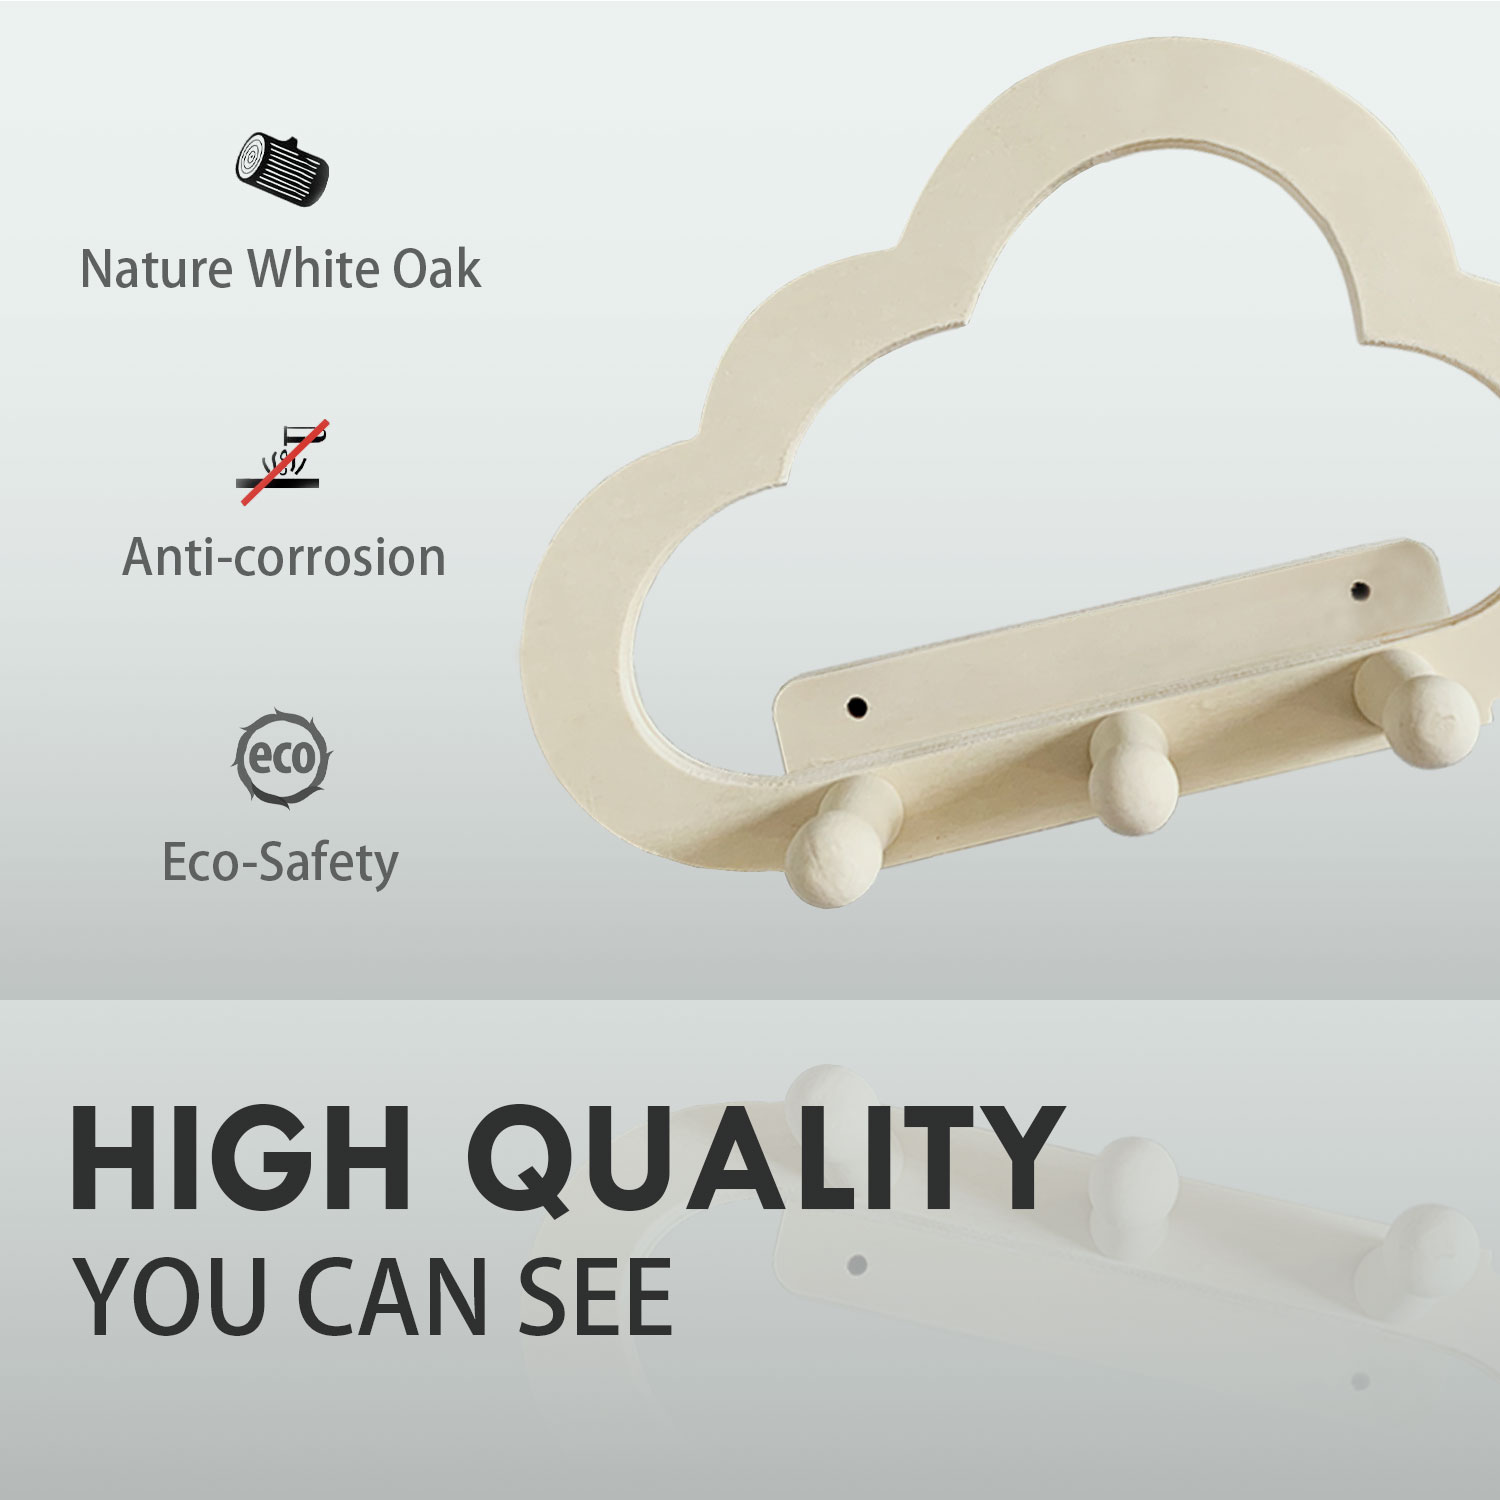 Nature White Oak
Anti-corrosion
eco
Eco-Safety
HIGH QUALITY
YOU CAN SEE